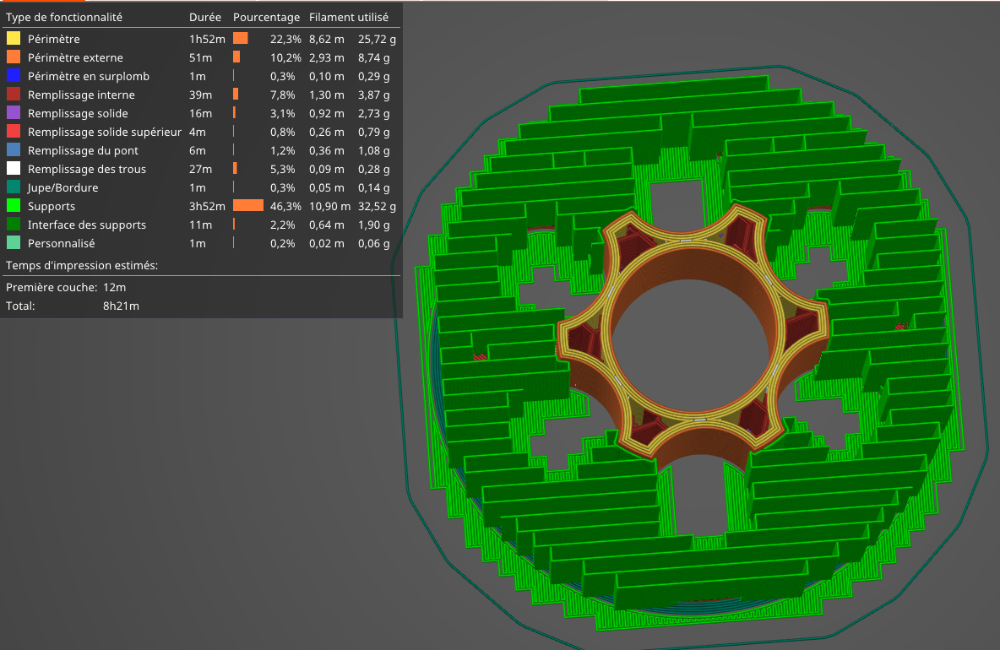 Type de fonctionnalité Durée Pourcentage Filament utilisé
Périmètre 1h52m 22,3% 8,62 m 25,72 g
Périmètre externe 51m 10,2% 2,93 m 8,74 g
Périmètre en surplomb 1m 0,3% 0,10 m 0,29 g
Remplissage interne 39m 7,8% 1,30 m 3,87 g
Remplissage solide 16m 3,1% 0,92 m 2,73 g
Remplissage solide supérieur 4m 0,8% 0,26 m 0,79 g
Remplissage du pont 6m 1,2% 0,36 m 1,08 g
Remplissage des trous 27m 5,3% 0,09 m 0,28 g
Jupe/Bordure 1m 0,3% 0,05 m 0,14 g
Supports 3h52m 46,3% 10,90 m 32,52 g
Interface des supports 11m 2,2% 0,64 m 1,90 g
Personnalisé 1m 0,2% 0,02 m 0,06 g
Temps d'impression estimés:
Première couche: 12m
Total: 8h21m